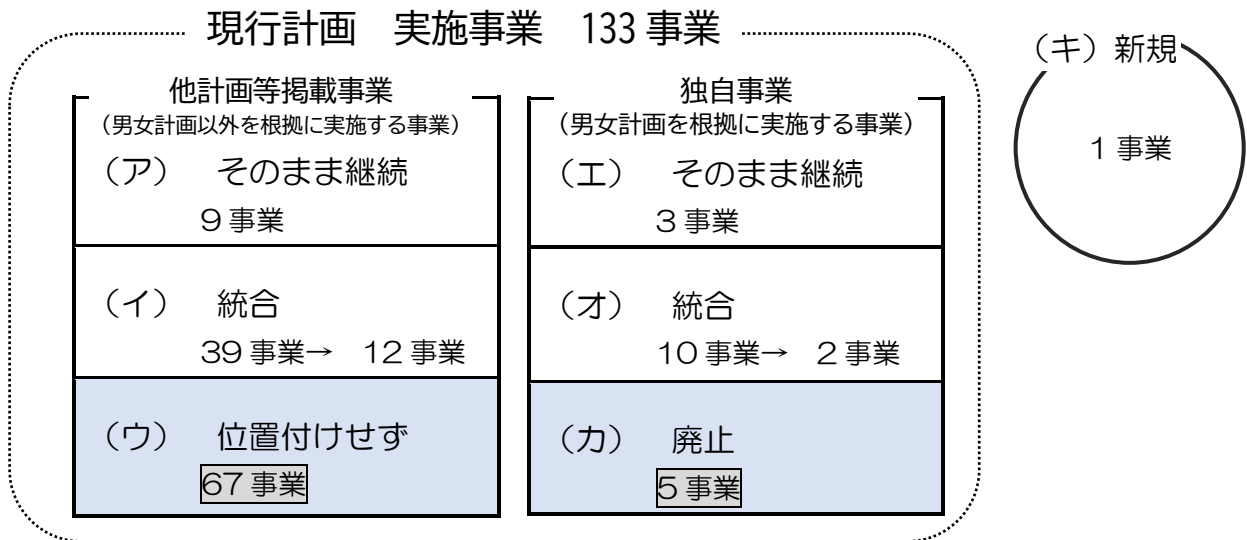 現行計画　実施事業　133 事業
他計画等掲載事業
（男女計画以外を根拠に実施する事業）
（ア）　そのまま継続
9 事業
（イ）　統合
39 事業→　12 事業
（ウ）　位置付けせず
67 事業
独自事業
（男女計画を根拠に実施する事業）
（エ）　そのまま継続
3 事業
（オ）　統合
10 事業→　2 事業
（カ）　廃止
5 事業
（キ）新規
1 事業